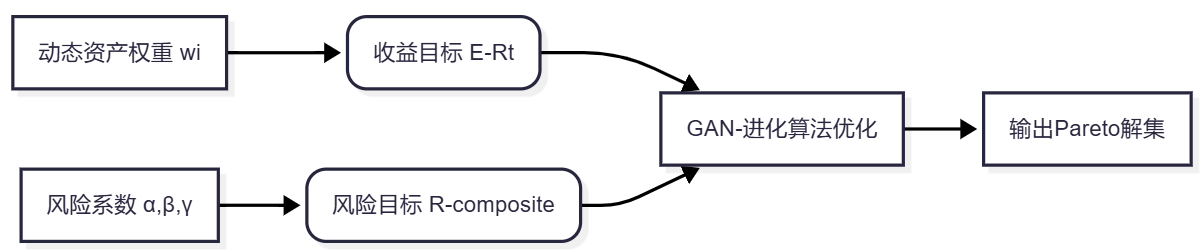 动态资产权重 wi
收益目标 E-Rt
GAN-进化算法优化
输出Pareto解集
风险系数 α,β,γ
风险目标 R-composite